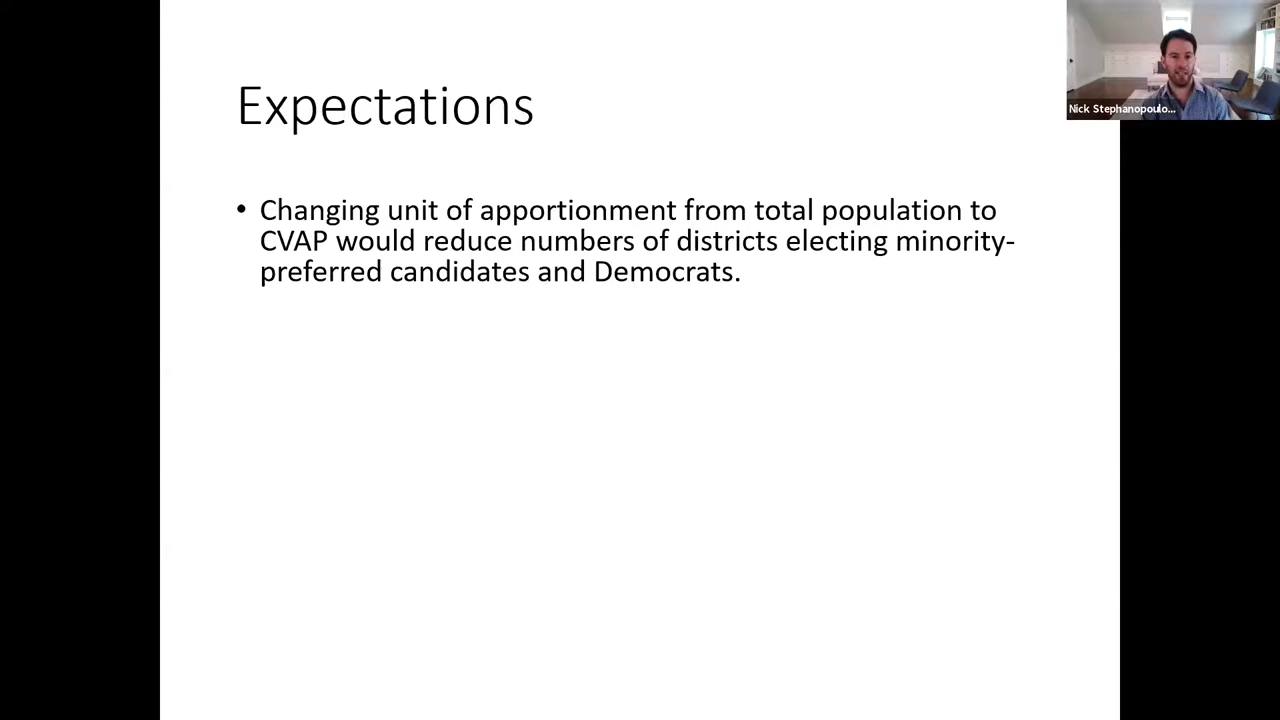 Expectations
• Changing unit of apportionment from total population to
CVAP would reduce numbers of districts electing minority-
preferred candidates and Democrats.
Nick Stephanopoulo...